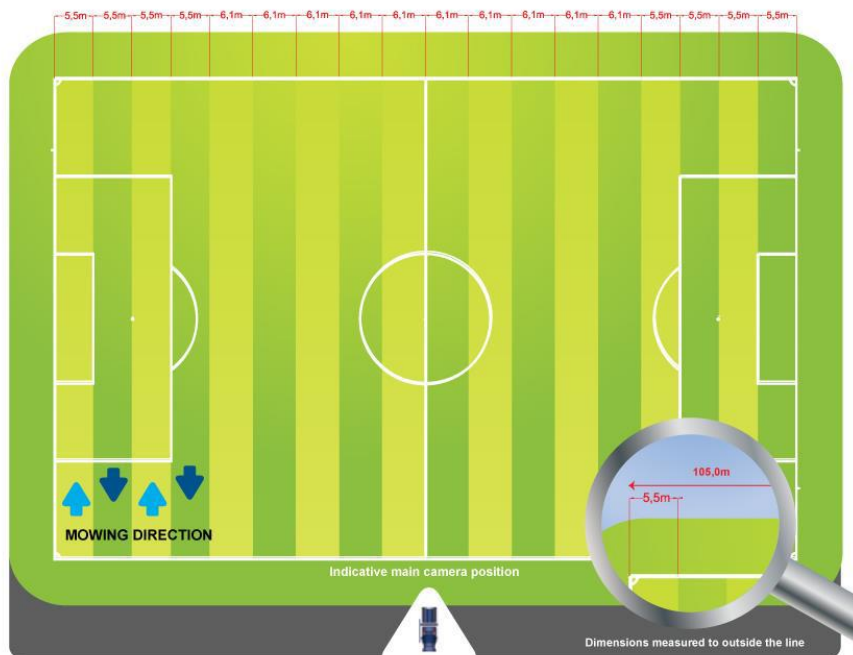 5,5m 5,5m 5,5m 5,5m 6,1m 6,1m 6,1m 6,1m 6,1m 6,1m 6,1m 6,1m 6,1m 6,1m 5,5m 5,5m 5,5m 5,5m
105,0m
5,5m
MOWING DIRECTION
Indicative main camera position
Dimensions measured to outside the line